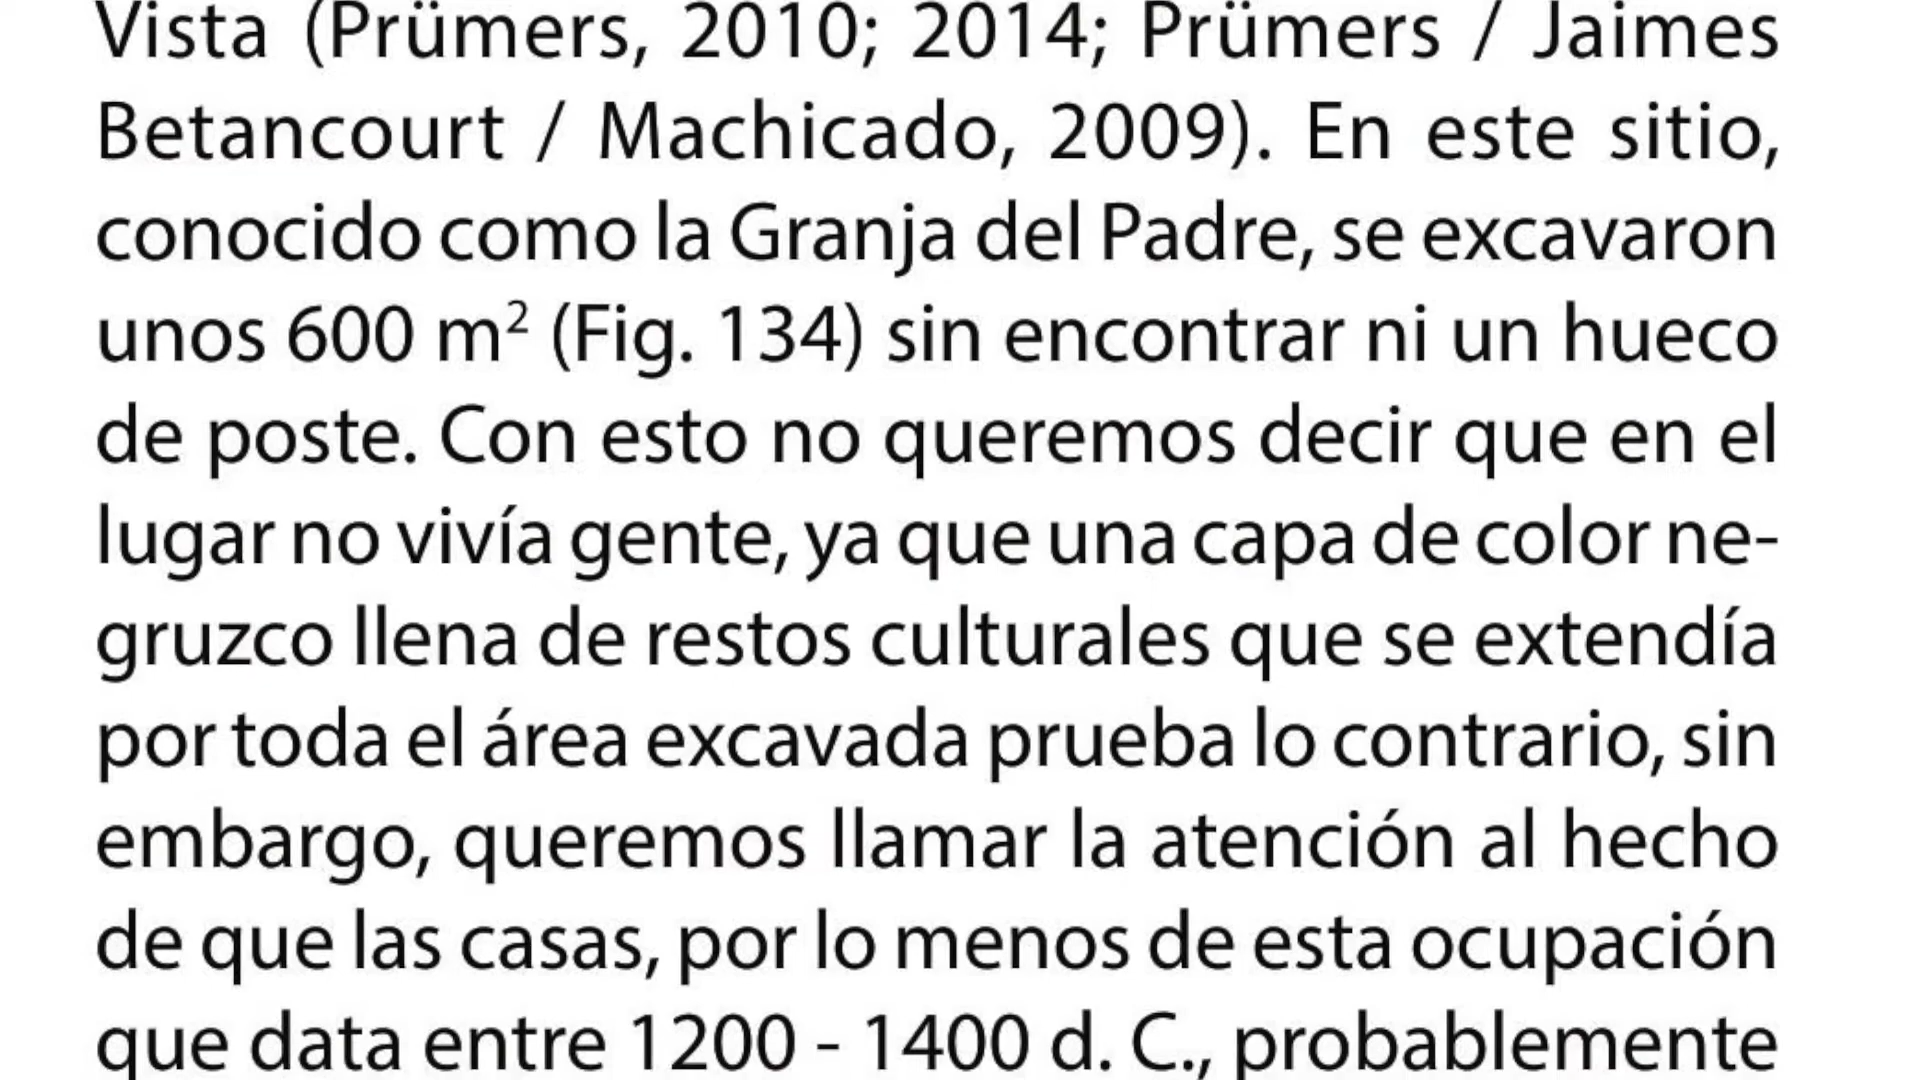 Vista (Prümers, 2010; 2014; Prümers / Jaimes
Betancourt / Machicado, 2009). En este sitio,
conocido como la Granja del Padre, se excavaron
unos 600 m² (Fig. 134) sin encontrar ni un hueco
de poste. Con esto no queremos decir que en el
lugar no vivía gente, ya que una capa de color ne-
gruzco llena de restos culturales que se extendía
por toda el área excavada prueba lo contrario, sin
embargo, queremos llamar la atención al hecho
de que las casas, por lo menos de esta ocupación
que data entre 1200 - 1400 d. C., probablemente